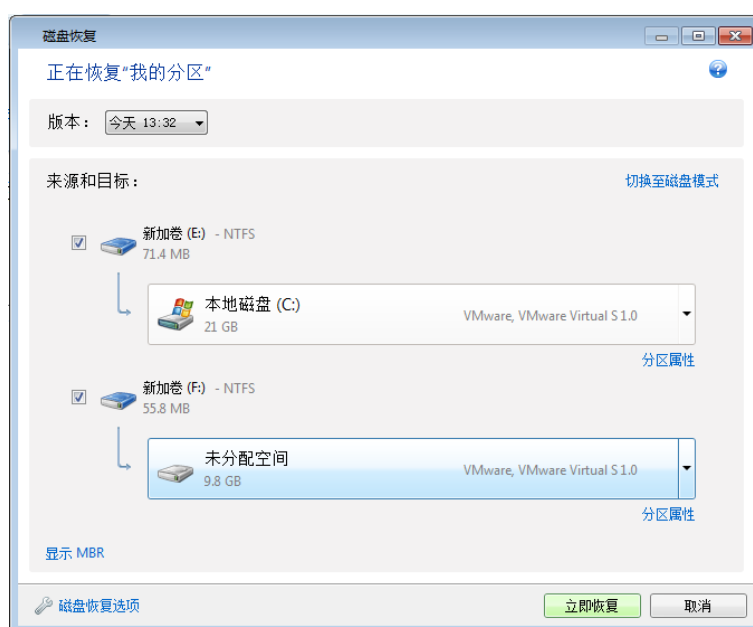 磁盘恢复
正在恢复“我的分区”
版本： 今天 13:32
来源和目标： 切换至磁盘模式
新加卷 (E:) - NTFS
71.4 MB
本地磁盘 (C:)
21 GB
VMware, VMware Virtual S 1.0
分区属性
新加卷 (F:) - NTFS
55.8 MB
未分配空间
9.8 GB
VMware, VMware Virtual S 1.0
分区属性
显示 MBR
磁盘恢复选项 立即恢复 取消